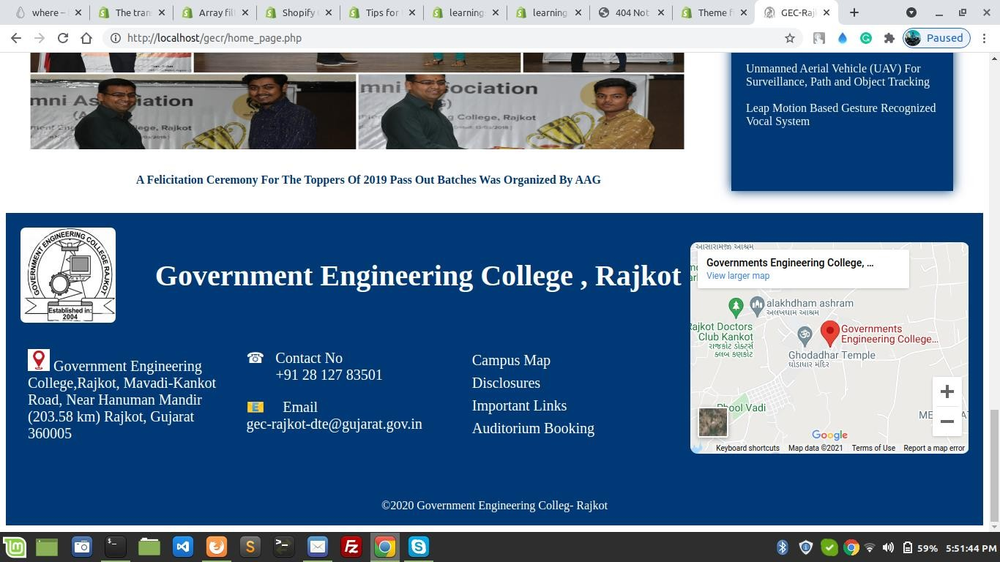 where –
The tran
Array fil
Shopify
Tips for
learning
learning
404 Not
Theme f
GEC-Raj
http://localhost/gecr/home_page.php
Paused
mni Association
College, Rajkot
mni Association
College, Rajkot
Unmanned Aerial Vehicle (UAV) For
Surveillance, Path and Object Tracking
Leap Motion Based Gesture Recognized
Vocal System
A Felicitation Ceremony For The Toppers Of 2019 Pass Out Batches Was Organized By AAG
GOVERNMENT ENGINEERING COLLEGE RAJKOT
Established in:
2004
Government Engineering College , Rajkot
Government Engineering
College,Rajkot, Mavadi-Kankot
Road, Near Hanuman Mandir
(203.58 km) Rajkot, Gujarat
360005
Contact No
+91 28 127 83501
Email
gec-rajkot-dte@gujarat.gov.in
Campus Map
Disclosures
Important Links
Auditorium Booking
આસારામજી આશ્રમ
Governments Engineering College, ...
View larger map
alakhdham ashram
અલખધામ આશ્રમ
Rajkot Doctors
Club Kankot
રાજકોટ ડોક્ટર્સ
ક્લબ કણકોટ
Governments
Engineering College...
Ghodadhar Temple
ઘોડાધાર મંદિર
Phool Vadi
Google
Keyboard shortcuts
Map data ©2021
Terms of Use
Report a map error
©2020 Government Engineering Colleg- Rajkot
59%
5:51:44 PM